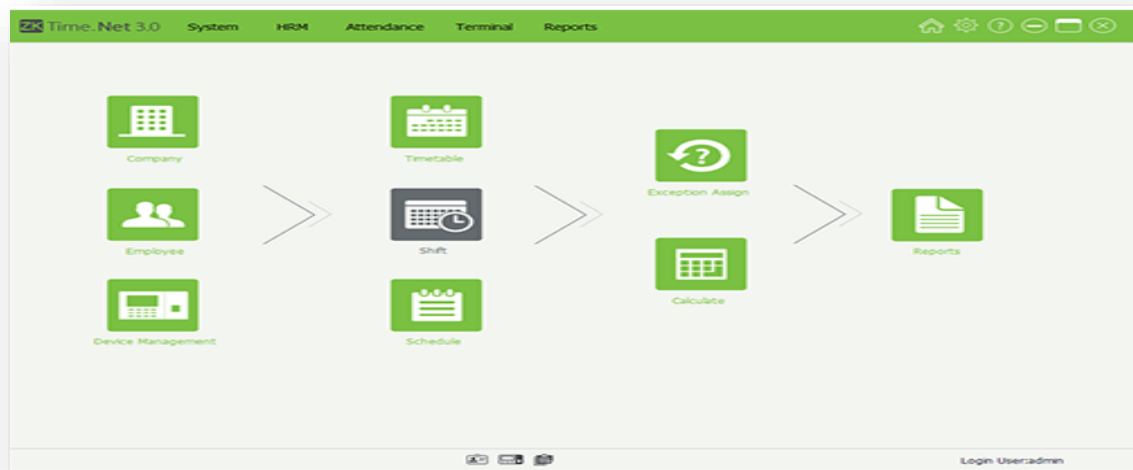 ZK Time.Net 3.0 System HRM Attendance Terminal Reports
Company
Timetable
Exception Assign
Employee
Shift
Reports
Calculate
Device Management
Schedule
Login User:admin